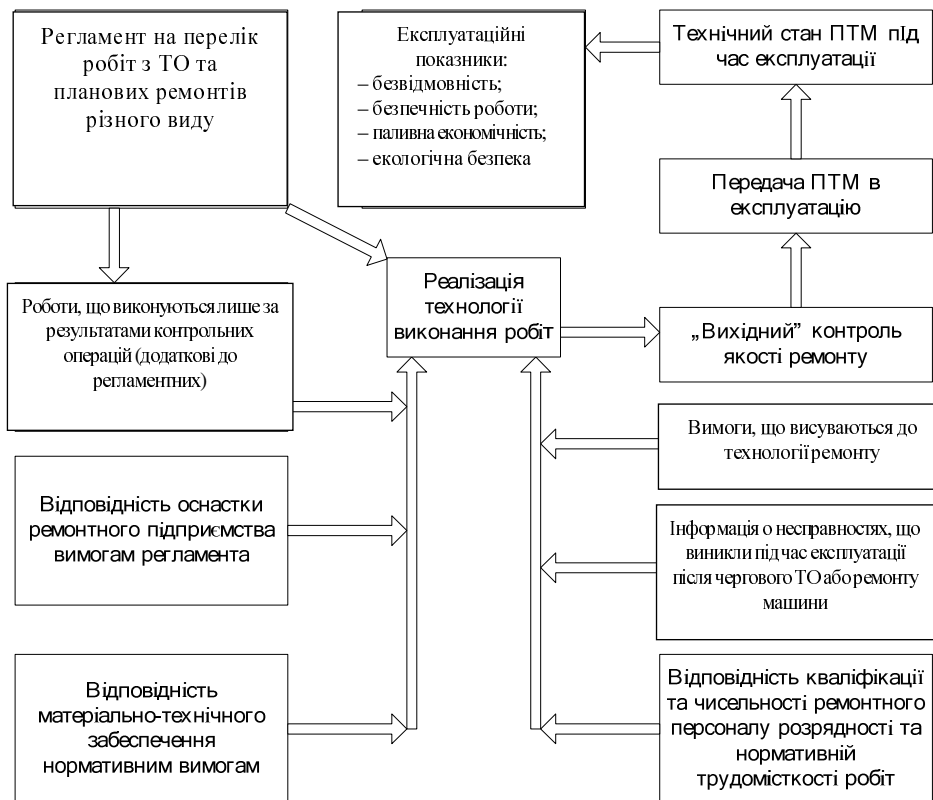 Регламент на перелік
робіт з ТО та
планових ремонтів
різного виду
Експлуатаційні
показники:
– безвідмовність;
– безпечність роботи;
– паливна економічність;
– екологічна безпека
Технічний стан ПТМ пІд
час експлуатації
Передача ПТМ в
експлуатацію
Реалізація
технології
виконання робіт
„Вихідний” контроль
якості ремонту
Роботи, що виконуються лише за
результатами контрольних
операцій (додаткові до
регламентних)
Вимоги, що висуваються до
технології ремонту
Відповідність оснастки
ремонтного підприємства
вимогам регламента
Інформація о несправностях, що
виникли під час експлуатації
після чергового ТО або ремонту
машини
Відповідність
матеріально-технічного
забеспечення
нормативним вимогам
Відповідність кваліфікації
та чисельності ремонтного
персоналу розрядності та
нормативній
трудомісткості робіт